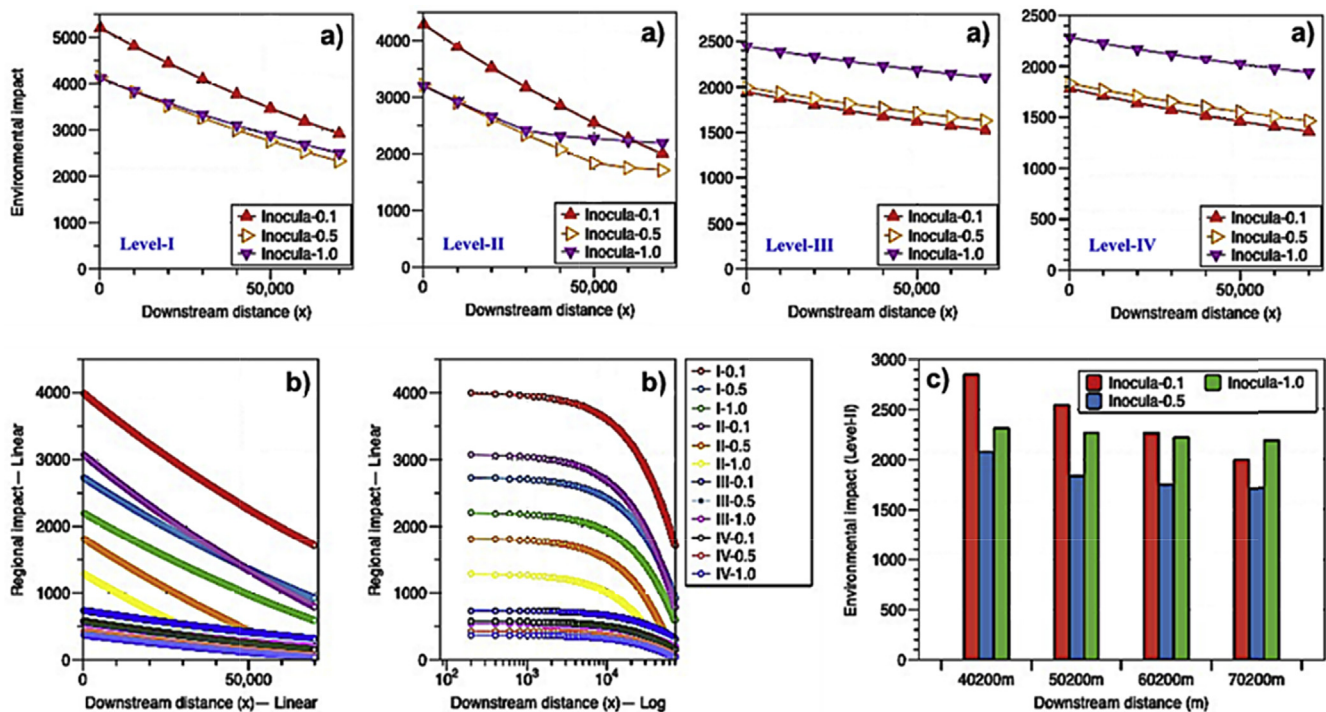 a)
Environmental impact
5000
4000
3000
2000
1000
0
Level-I
Inocula-0.1
Inocula-0.5
Inocula-1.0
0
50,000
Downstream distance (x)
a)
4000
3000
2000
1000
0
Level-II
Inocula-0.1
Inocula-0.5
Inocula-1.0
0
50,000
Downstream distance (x)
a)
2500
2000
1500
1000
500
0
Level-III
Inocula-0.1
Inocula-0.5
Inocula-1.0
0
50,000
Downstream distance (x)
a)
2500
2000
1500
1000
500
0
Level-IV
Inocula-0.1
Inocula-0.5
Inocula-1.0
0
50,000
Downstream distance (x)
b)
Regional impact— Linear
4000
3000
2000
1000
0
0
50,000
Downstream distance (x)— Linear
b)
Regional impact— Linear
4000
3000
2000
1000
0
10²
10³
10⁴
Downstream distance (x)— Log
I-0.1
I-0.5
I-1.0
II-0.1
II-0.5
II-1.0
III-0.1
III-0.5
III-1.0
IV-0.1
IV-0.5
IV-1.0
c)
Environmental impact (Level-II)
3000
2500
2000
1500
1000
500
0
Inocula-0.1 Inocula-1.0
Inocula-0.5
40200m 50200m 60200m 70200m
Downstream distance (m)